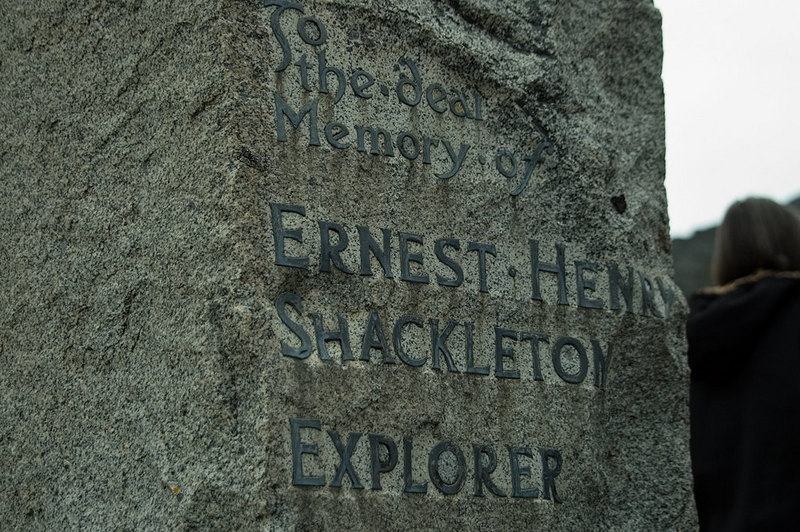 To
the · dear
Memory · of
ERNEST · HENRY
SHACKLETON
EXPLORER